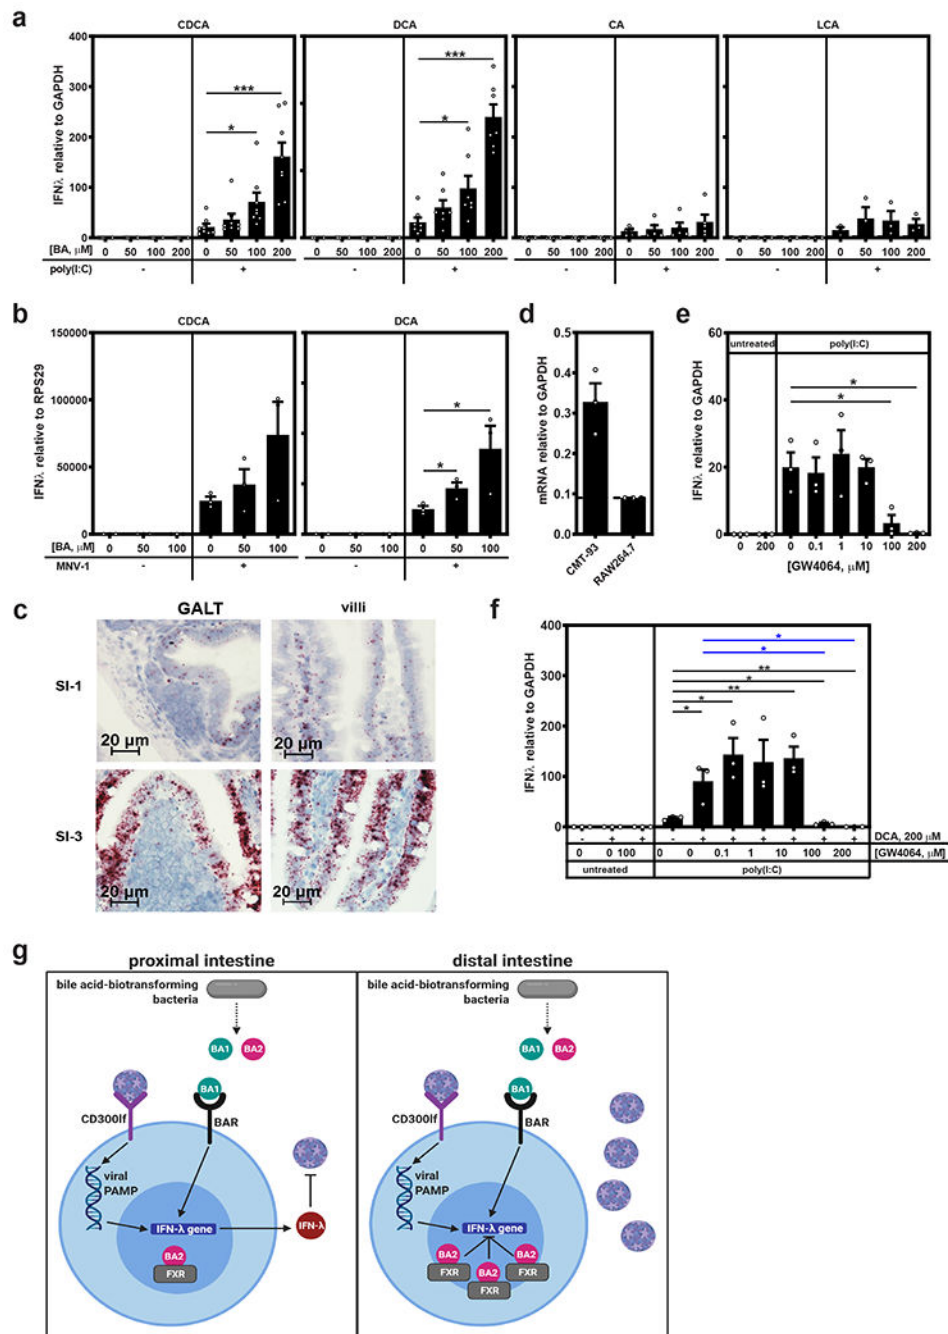 a
CDCA
DCA
CA
LCA
IFNλ relative to GAPDH
400
300
200
100
0
*
***
*
***
[BA, μM]
0 50 100 200 0 50 100 200
0 50 100 200 0 50 100 200
0 50 100 200 0 50 100 200
0 50 100 200 0 50 100 200
poly(I:C)
- +
- +
- +
- +
b
CDCA
DCA
IFNλ relative to RPS29
150000
100000
50000
0
*
*
[BA, μM]
0 50 100 0 50 100
0 50 100 0 50 100
MNV-1
- +
- +
d
mRNA relative to GAPDH
0.5
0.4
0.3
0.2
0.1
0.0
CMT-93
RAW264.7
e
IFNλ relative to GAPDH
60
40
20
0
untreated
poly(I:C)
*
*
0 200 0 0.1 1 10 100 200
[GW4064, μM]
c
GALT
villi
SI-1
SI-3
20 μm
20 μm
20 μm
20 μm
f
IFNλ relative to GAPDH
400
300
200
100
0
*
*
**
*
**
*
*
- + + - + + + + + + DCA, 200 μM
0 0 100 0 0 0.1 1 10 100 200 [GW4064, μM]
untreated
poly(I:C)
g
proximal intestine
bile acid-biotransforming
bacteria
BA1
BA2
BA1
CD300lf
BAR
viral
PAMP
IFN-λ gene
IFN-λ
BA2
FXR
distal intestine
bile acid-biotransforming
bacteria
BA1
BA2
BA1
CD300lf
BAR
viral
PAMP
IFN-λ gene
BA2
FXR
BA2
FXR
BA2
FXR